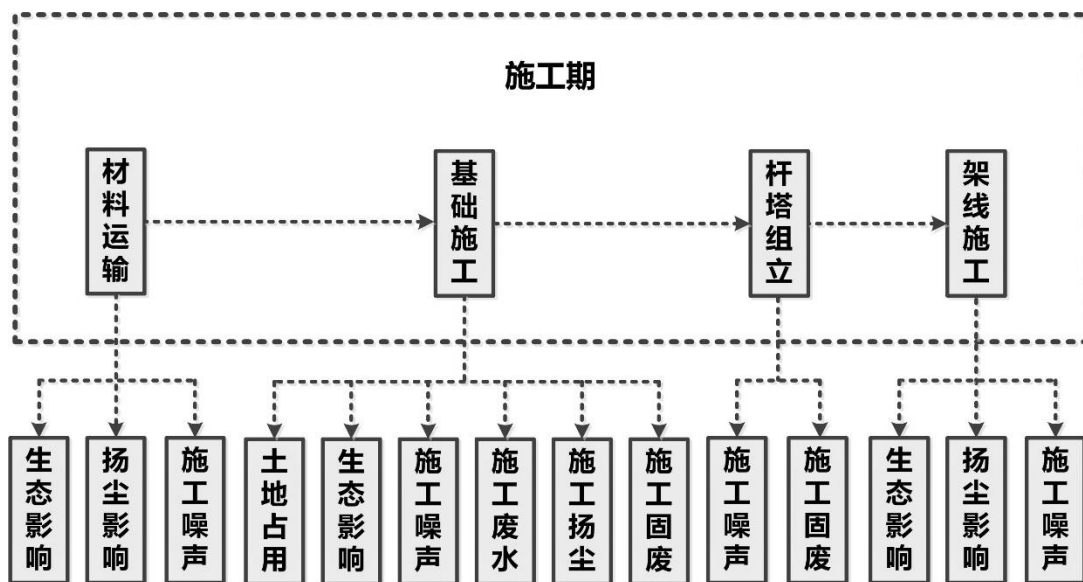 施工期
材料运输
基础施工
杆塔组立
架线施工
生态影响
扬尘影响
施工噪声
土地占用
生态影响
施工噪声
施工废水
施工扬尘
施工固废
施工噪声
施工固废
生态影响
扬尘影响
施工噪声